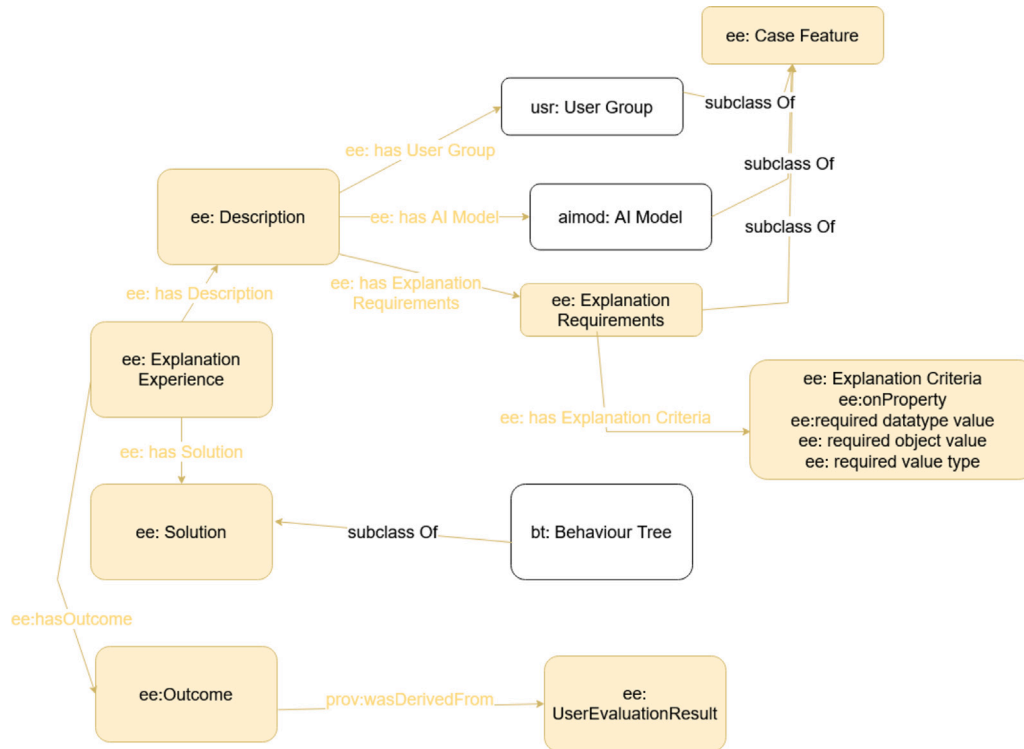 ee: Case Feature
usr: User Group
subclass Of
ee: has User Group
subclass Of
ee: Description
ee: has AI Model
aimod: AI Model
subclass Of
ee: has Explanation
Requirements
ee: has Description
ee: Explanation
Requirements
ee: Explanation
Experience
ee: Explanation Criteria
ee:onProperty
ee:required datatype value
ee: required object value
ee: required value type
ee: has Explanation Criteria
ee: has Solution
ee: Solution
subclass Of
bt: Behaviour Tree
ee:hasOutcome
ee:Outcome
prov:wasDerivedFrom
ee:
UserEvaluationResult